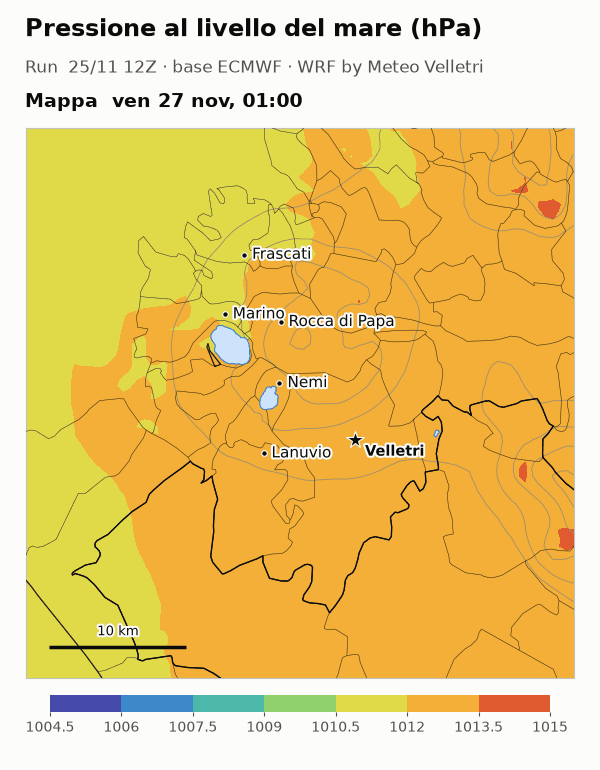 Pressione al livello del mare (hPa)
Run 25/11 12Z · base ECMWF · WRF by Meteo Velletri
Mappa ven 27 nov, 01:00
Frascati
Marino
Rocca di Papa
Nemi
Velletri
Lanuvio
10 km
1004.5 1006 1007.5 1009 1010.5 1012 1013.5 1015